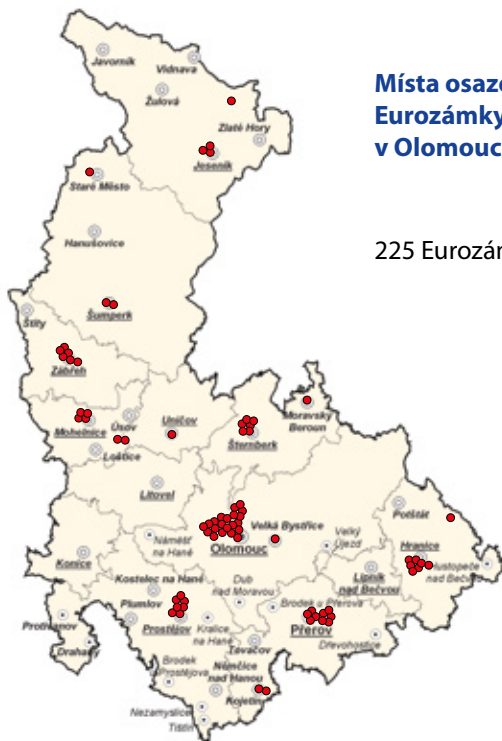 Místa osaze
Eurozámky
v Olomouc
225 Eurozám
Javorník
Vidnava
Žulová
Zlaté Hory
Jeseník
Staré Město
Hanušovice
Šumperk
Štíty
Zábřeh
Mohelnice
Úsov
Uničov
Moravský
Beroun
Šternberk
Loštice
Litovel
Potštát
Náměšť
na Hané
Velká Bystřice
Velký
Újezd
Olomouc
Hranice
Hustopeče
nad Bečvou
Konice
Lipník
nad Bečvou
Kostelec na Hané
Dub
nad Moravou
Plumlov
Brodek u Přerova
Prostějov
Kralice
na Hané
Přerov
Protivanov
Drahany
Tovačov
Dřevohostice
Brodek
u Prostějova
Němčice
nad Hanou
Kojetín
Nezamyslice
Tištín